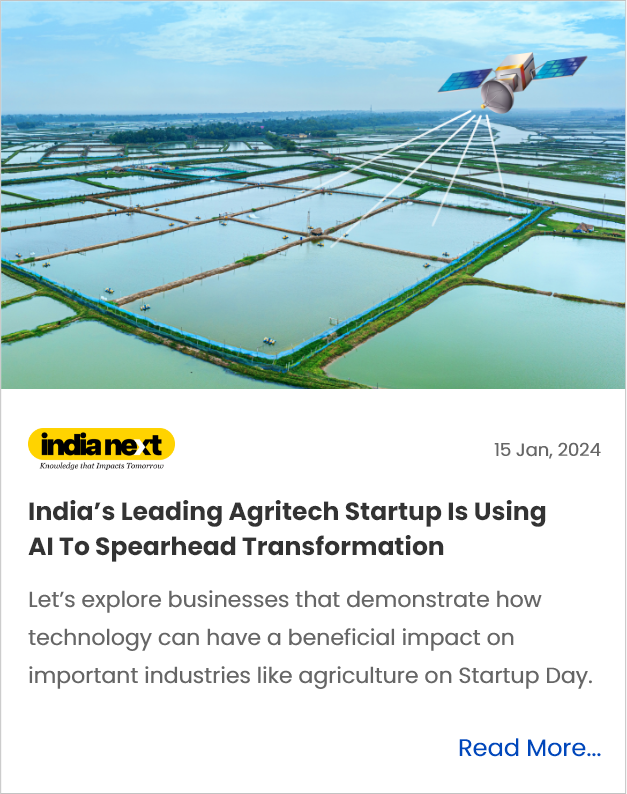 india next
Knowledge that Impacts Tomorrow
15 Jan, 2024
India’s Leading Agritech Startup Is Using
AI To Spearhead Transformation
Let’s explore businesses that demonstrate how
technology can have a beneficial impact on
important industries like agriculture on Startup Day.
Read More...